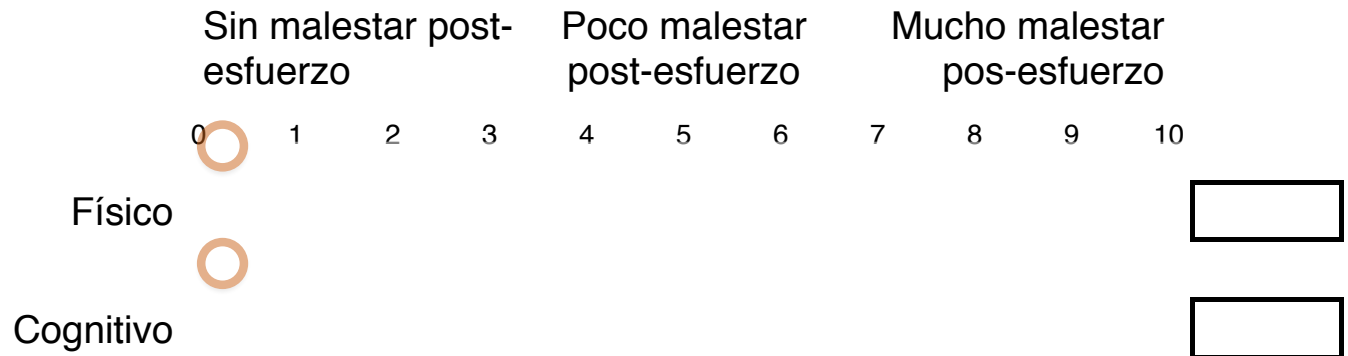 Sin malestar post-
esfuerzo
Poco malestar
post-esfuerzo
Mucho malestar
pos-esfuerzo
0 1 2 3 4 5 6 7 8 9 10
Físico
Cognitivo